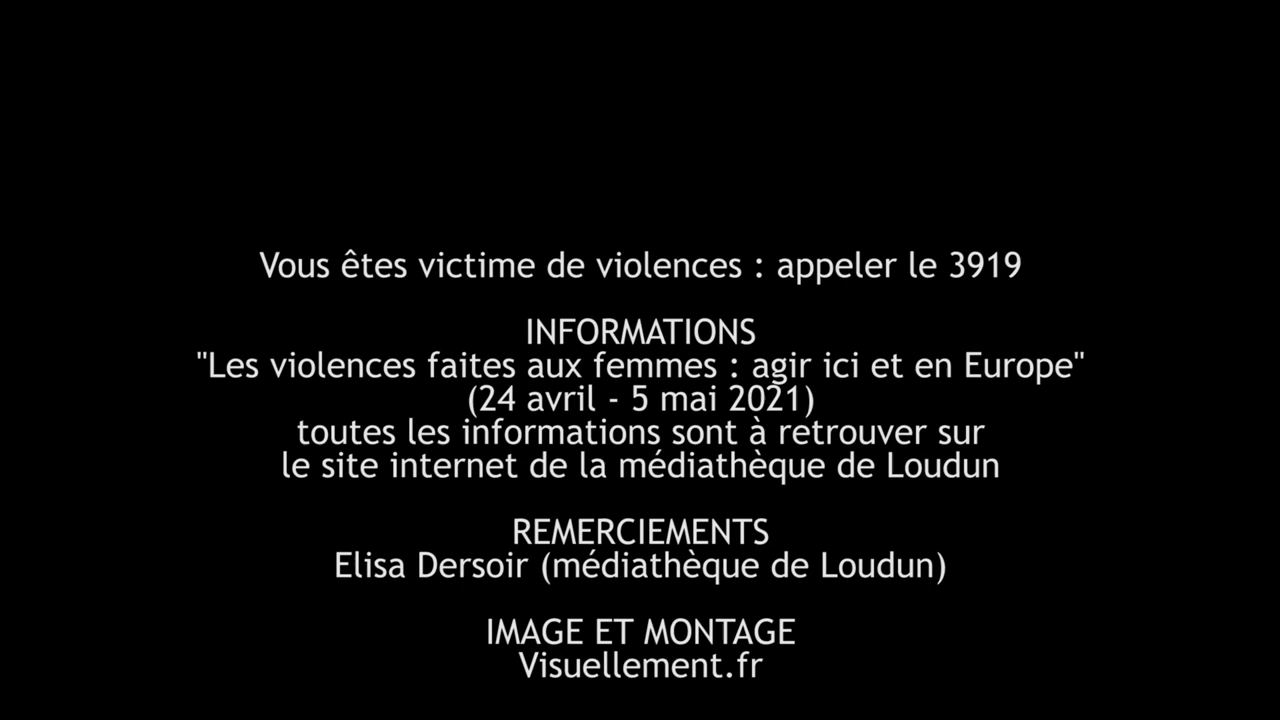 Vous êtes victime de violences : appeler le 3919
INFORMATIONS
"Les violences faites aux femmes : agir ici et en Europe"
(24 avril - 5 mai 2021)
toutes les informations sont à retrouver sur
le site internet de la médiathèque de Loudun
REMERCIEMENTS
Elisa Dersoir (médiathèque de Loudun)
IMAGE ET MONTAGE
Visuellement.fr